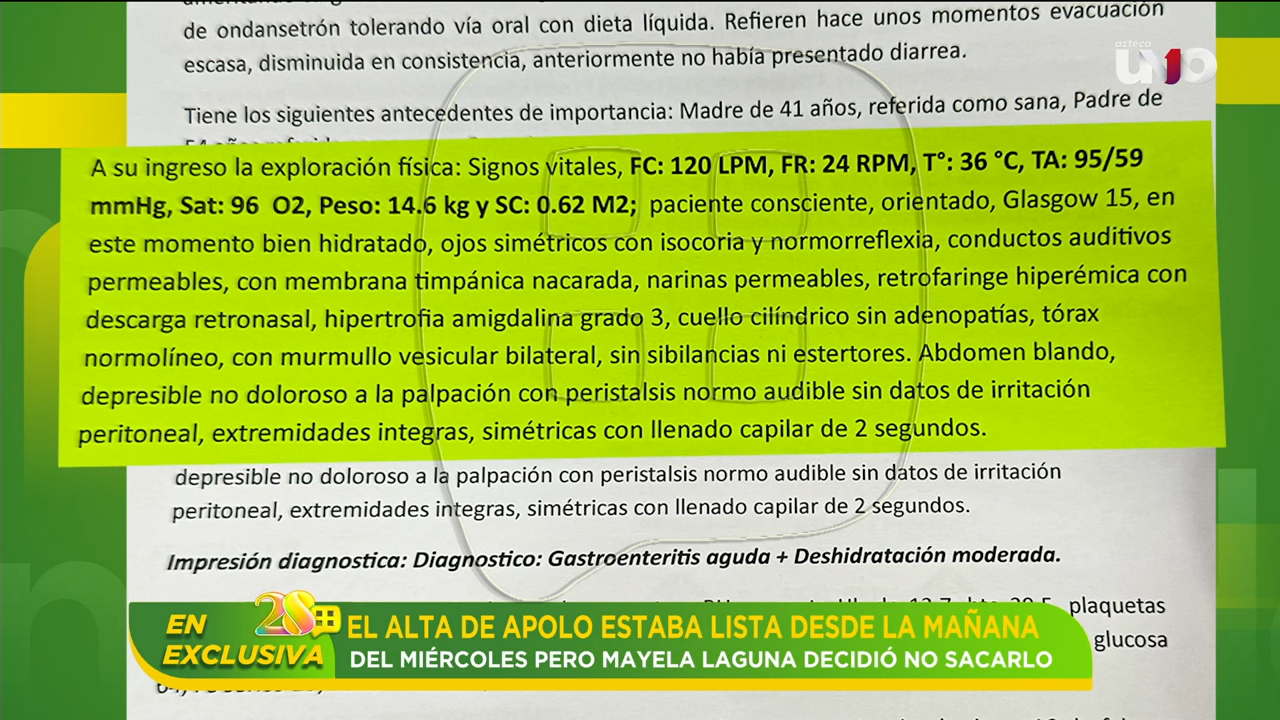 de ondansetrón tolerando vía oral con dieta líquida. Refieren hace unos momentos evacuación
escasa, disminuida en consistencia, anteriormente no había presentado diarrea.
azteca
UNO
Tiene los siguientes antecedentes de importancia: Madre de 41 años, referida como sana, Padre de
A su ingreso la exploración física: Signos vitales, FC: 120 LPM, FR: 24 RPM, T°: 36 °C, TA: 95/59
mmHg, Sat: 96 O2, Peso: 14.6 kg y SC: 0.62 M2; paciente consciente, orientado, Glasgow 15, en
este momento bien hidratado, ojos simétricos con isocoria y normorreflexia, conductos auditivos
permeables, con membrana timpánica nacarada, narinas permeables, retrofaringe hiperémica con
descarga retronasal, hipertrofia amigdalina grado 3, cuello cilíndrico sin adenopatías, tórax
normolíneo, con murmullo vesicular bilateral, sin sibilancias ni estertores. Abdomen blando,
depresible no doloroso a la palpación con peristalsis normo audible sin datos de irritación
peritoneal, extremidades integras, simétricas con llenado capilar de 2 segundos.
depresible no doloroso a la palpación con peristalsis normo audible sin datos de irritación
peritoneal, extremidades integras, simétricas con llenado capilar de 2 segundos.
Impresión diagnostica: Diagnostico: Gastroenteritis aguda + Deshidratación moderada.
plaquetas
glucosa
EN
EXCLUSIVA
28
EL ALTA DE APOLO ESTABA LISTA DESDE LA MAÑANA
DEL MIÉRCOLES PERO MAYELA LAGUNA DECIDIÓ NO SACARLO